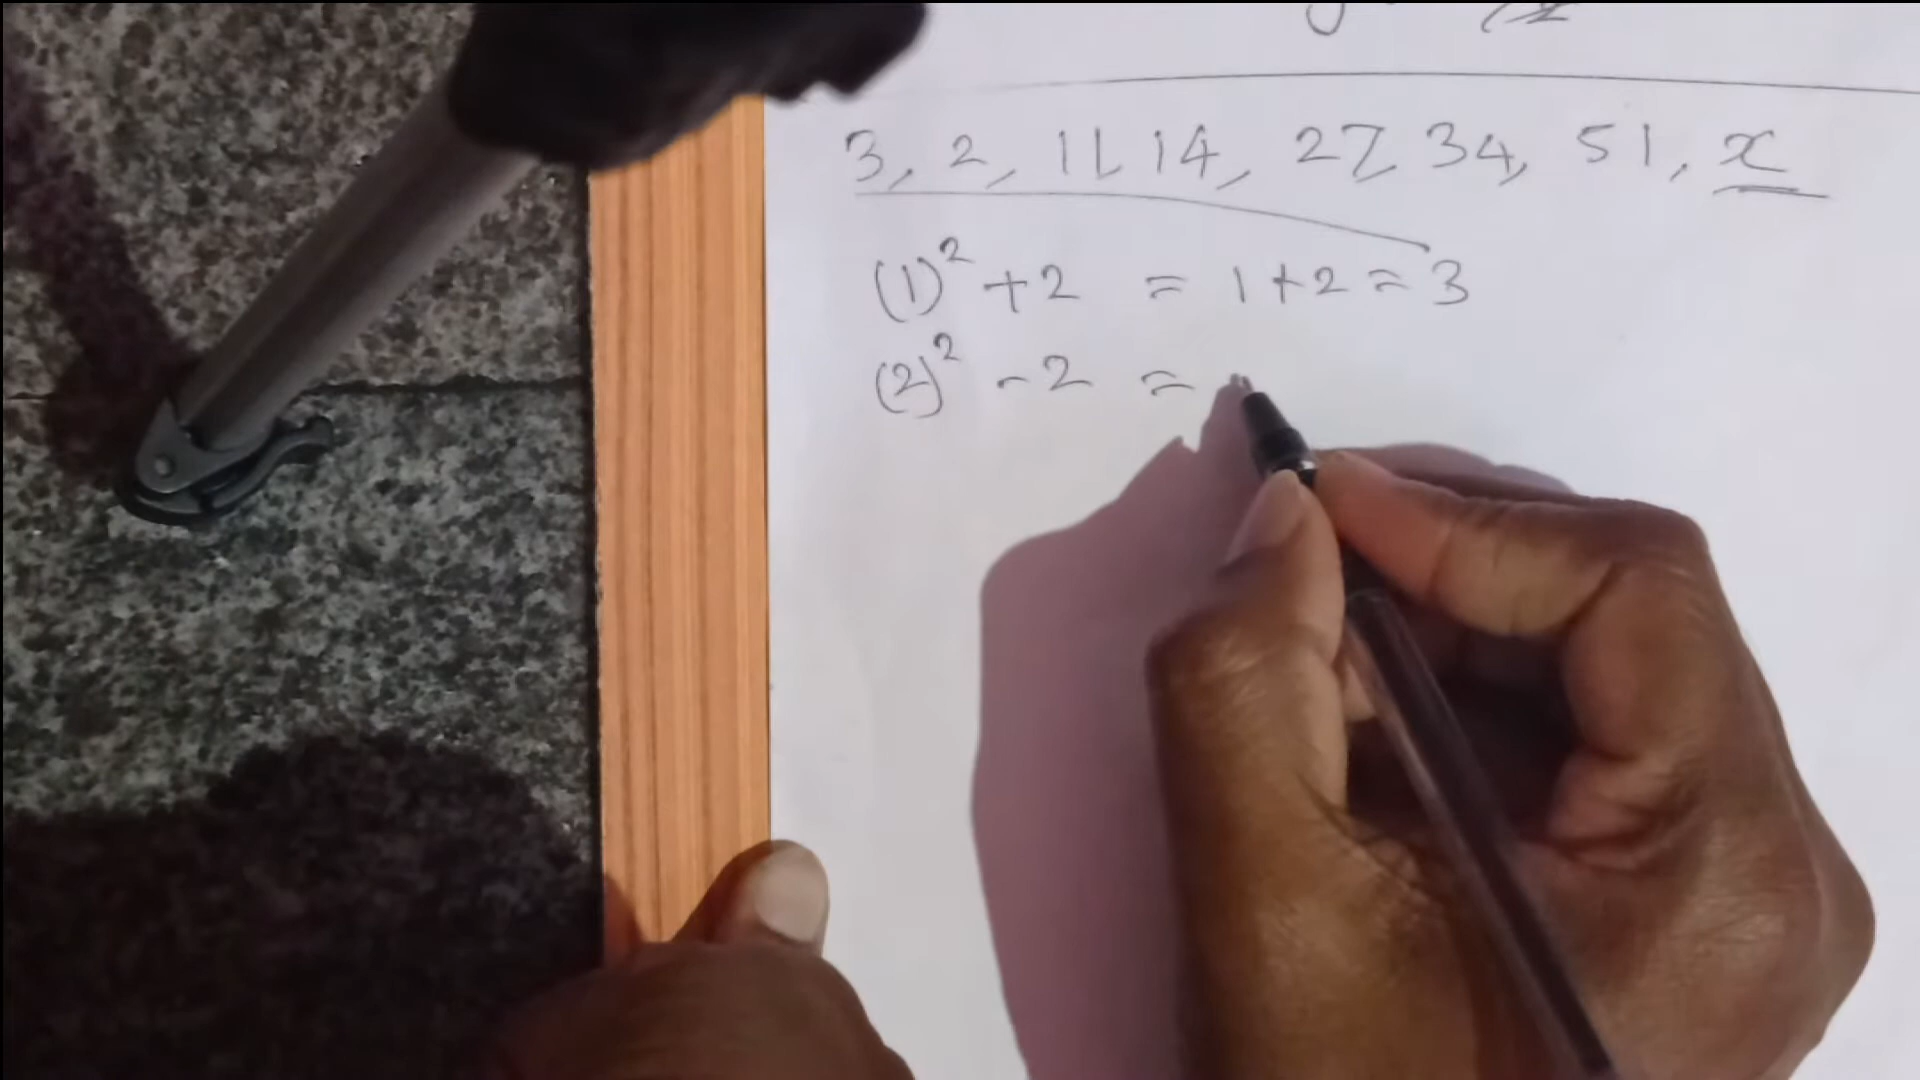 3, 2, 11, 14, 27, 34, 51, x
(1)² + 2 = 1 + 2 = 3
(2)² - 2 =